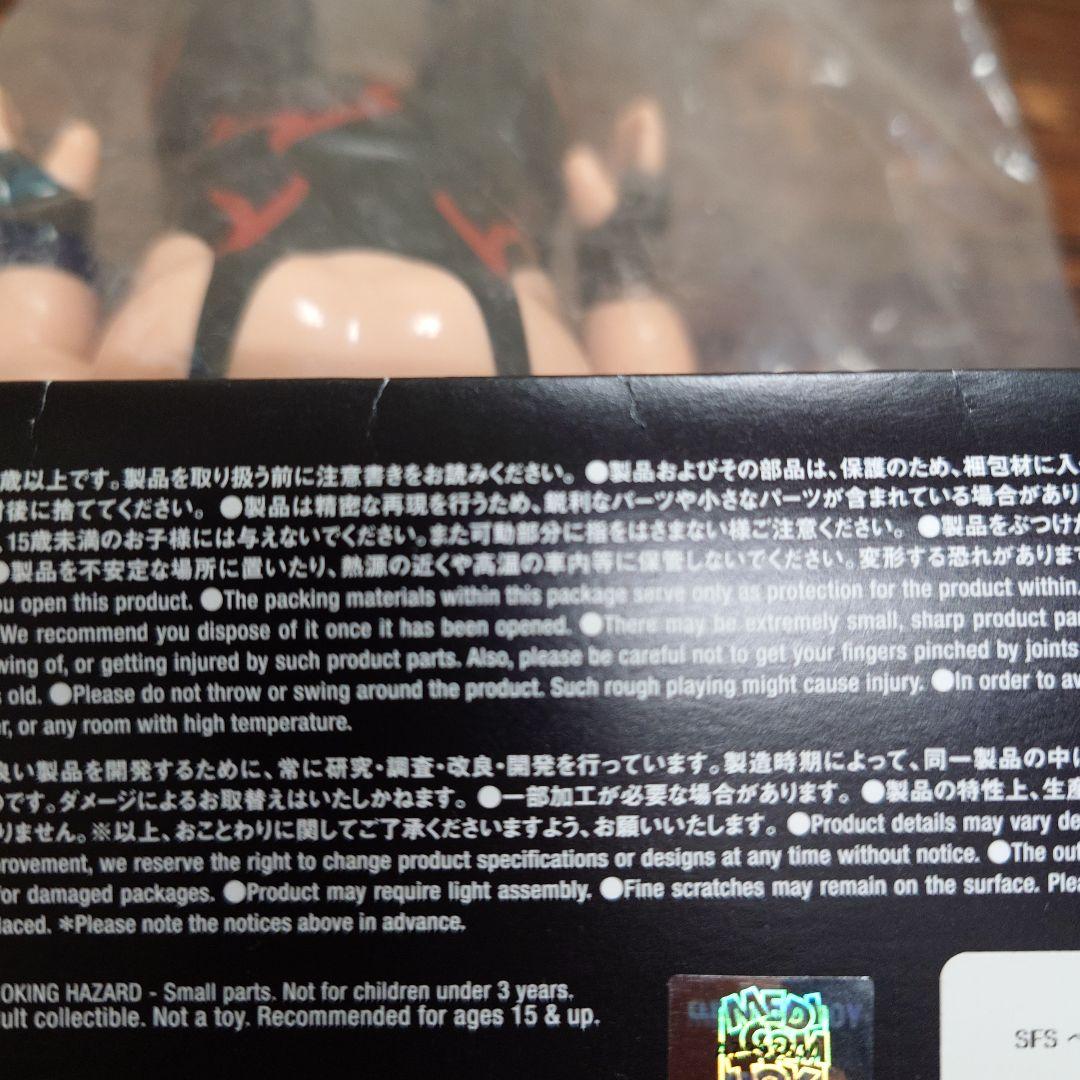 歳以上です。製品を取り扱う前に注意書きをお読みください。 ●製品およびその部品は、保護のため、梱包材に入
後に捨ててください。 ●製品は精密な再現を行うため、鋭利なパーツや小さなパーツが含まれている場合があり
、15歳未満のお子様には与えないでください。また可動部分に指をはさまない様ご注意ください。 ●製品をぶつけ
●製品を不安定な場所に置いたり、熱源の近くや高温の車内等に保管しないでください。変形する恐れがありま
ou open this product. ●The packing materials within this package serve only as protection for the product within.
We recommend you dispose of it once it has been opened. ●There may be extremely small, sharp product par
wing of, or getting injured by such product parts. Also, please be careful not to get your fingers pinched by joints
s old. ●Please do not throw or swing around the product. Such rough playing might cause injury. ●In order to av
er, or any room with high temperature.
良い製品を開発するために、常に研究・調査・改良・開発を行っています。製造時期によって、同一製品の中に
のです。ダメージによるお取替えはいたしかねます。 ●一部加工が必要な場合があります。 ●製品の特性上、生産
りません。※以上、おことわりに関してご了承くださいますよう、お願いいたします。 ●Product details may vary de
provement, we reserve the right to change product specifications or designs at any time without notice. ●The out
for damaged packages. ●Product may require light assembly. ●Fine scratches may remain on the surface. Plea
laced. *Please note the notices above in advance.
OKING HAZARD - Small parts. Not for children under 3 years.
ult collectible. Not a toy. Recommended for ages 15 & up.
MEDI
COM
TOY
SFS ~